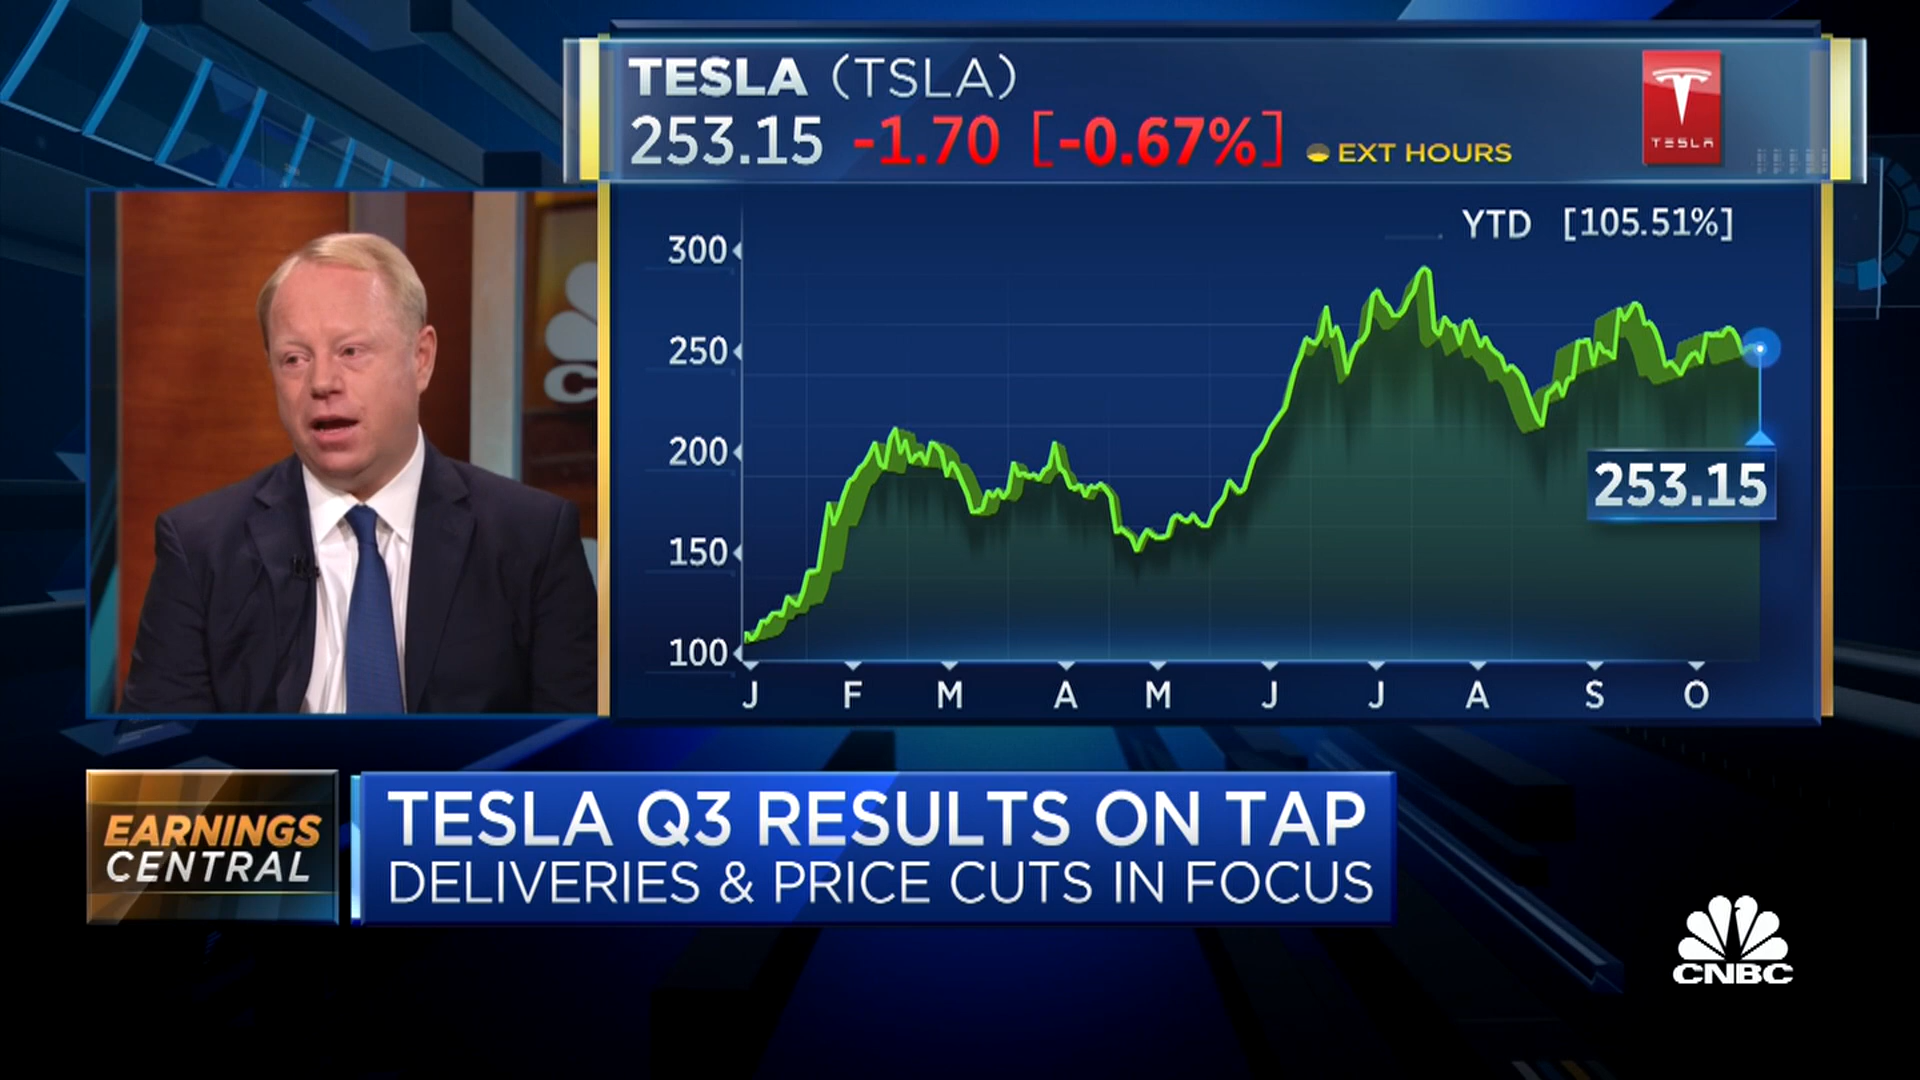 TESLA (TSLA)
253.15 -1.70 [-0.67%] EXT HOURS
TESLA
YTD [105.51%]
300
250
200
150
100
J F M A M J J A S O
253.15
EARNINGS
CENTRAL
TESLA Q3 RESULTS ON TAP
DELIVERIES & PRICE CUTS IN FOCUS
CNBC